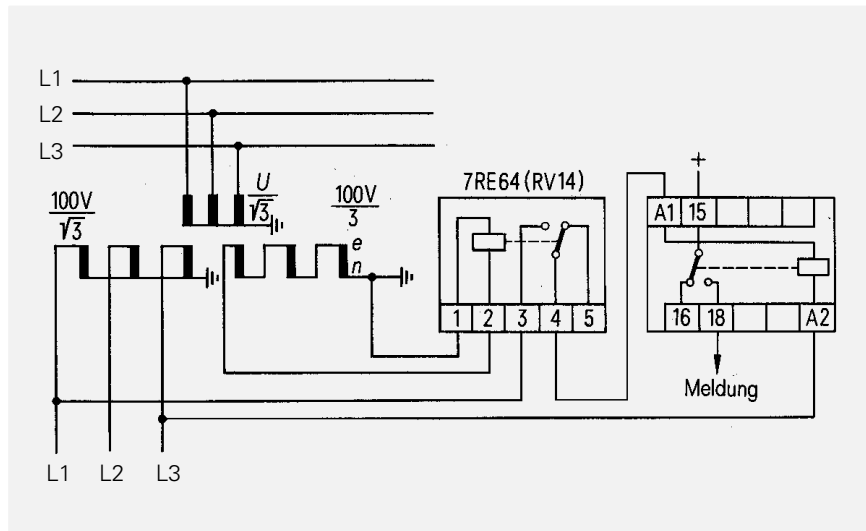 L1
L2
L3
U
√3
100V
√3
100V
3
e
n
7RE64 (RV14)
1 2 3 4 5
+
A1 15
16 18 A2
Meldung
L1 L2 L3